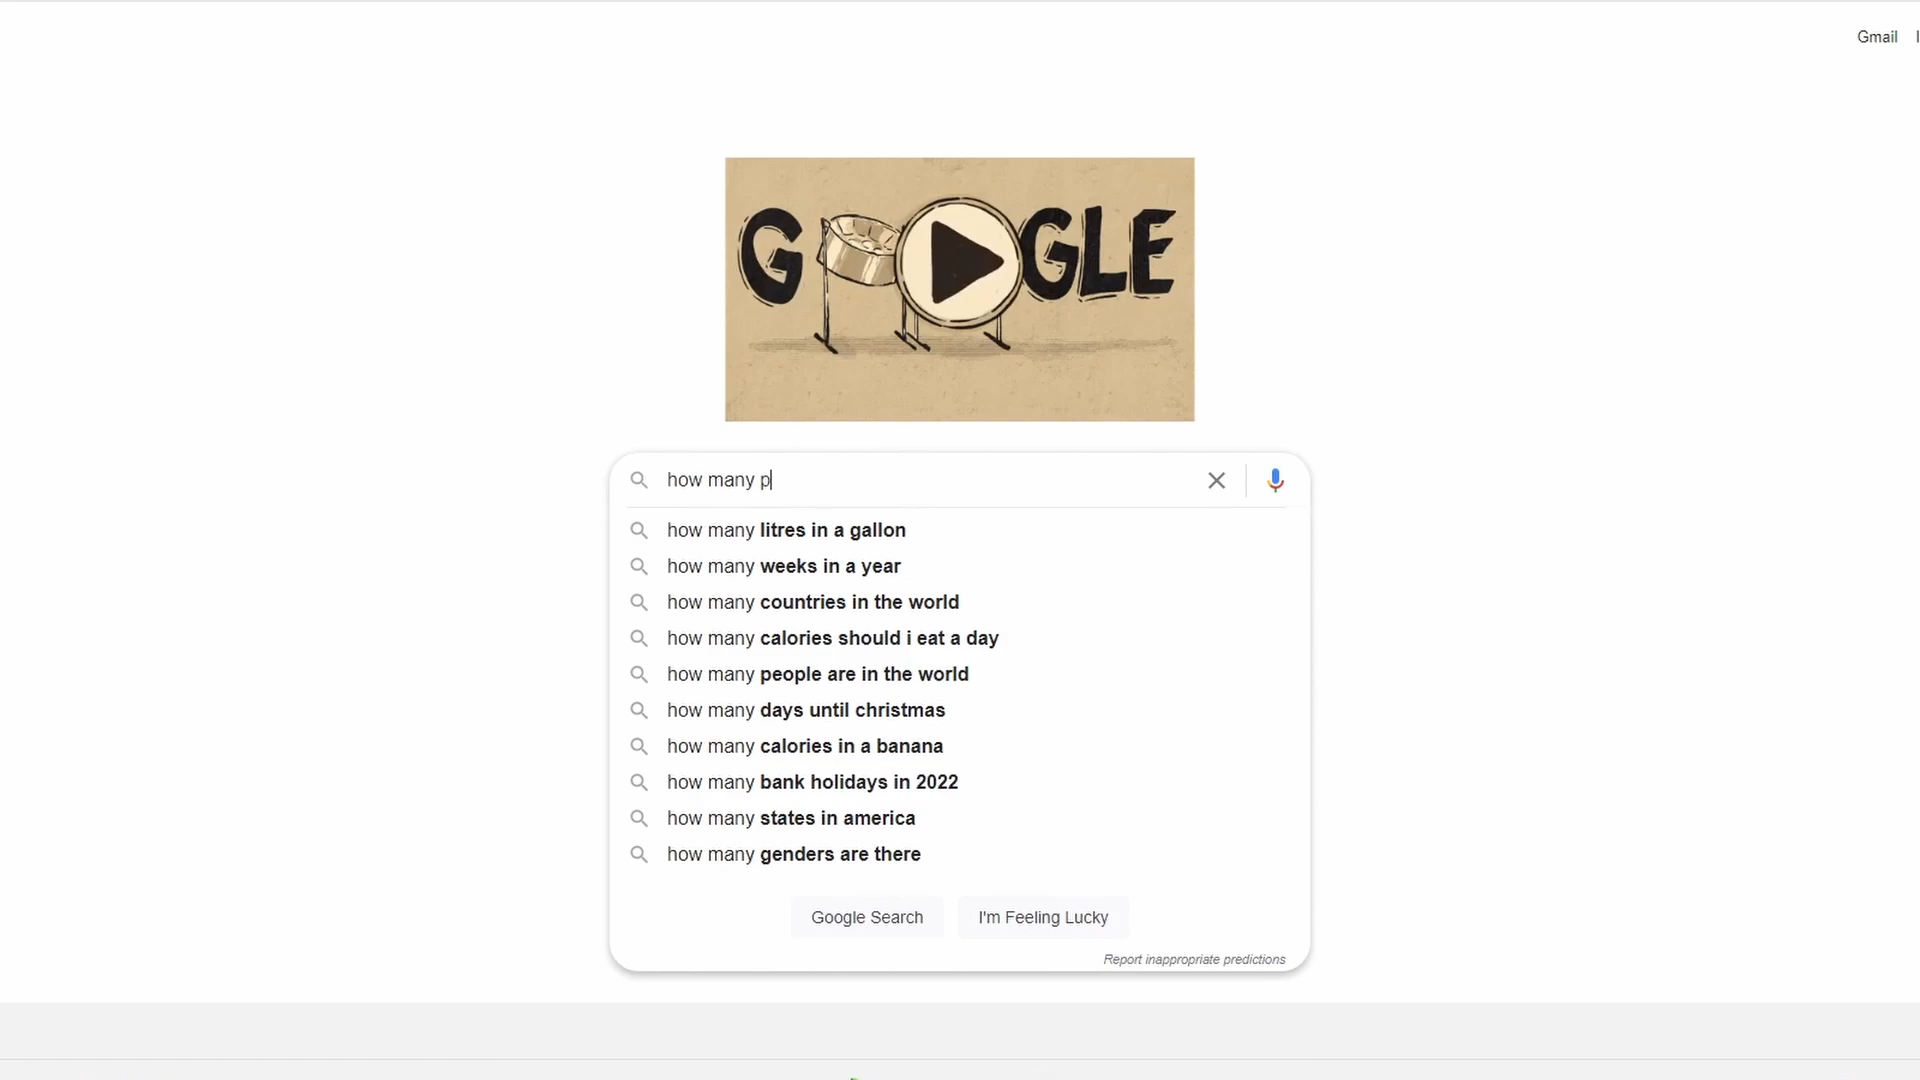 Gmail
GOOGLE
how many p
how many litres in a gallon
how many weeks in a year
how many countries in the world
how many calories should i eat a day
how many people are in the world
how many days until christmas
how many calories in a banana
how many bank holidays in 2022
how many states in america
how many genders are there
Google Search
I'm Feeling Lucky
Report inappropriate predictions